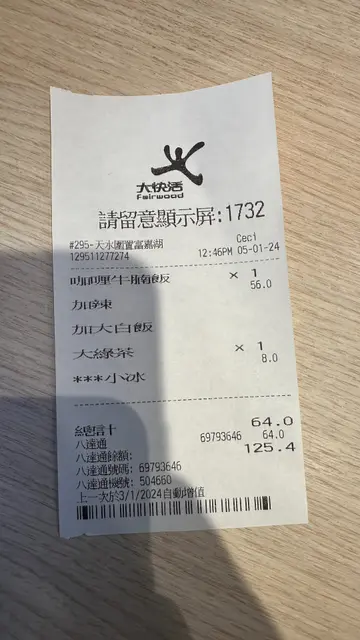 大快活
Fairwood
請留意顯示屏:1732
Ceci
#295-天水圍置富嘉湖
129511277274 12:46PM 05-01-24
咖喱牛腩飯 x 1
56.0
加辣
加大白飯
大綠茶 x 1
8.0
***小冰
總計 64.0
八達通 69793646 64.0
八達通餘額: 125.4
八達通號碼: 69793646
八達通機號: 504660
上一次於3/1/2024自動增值